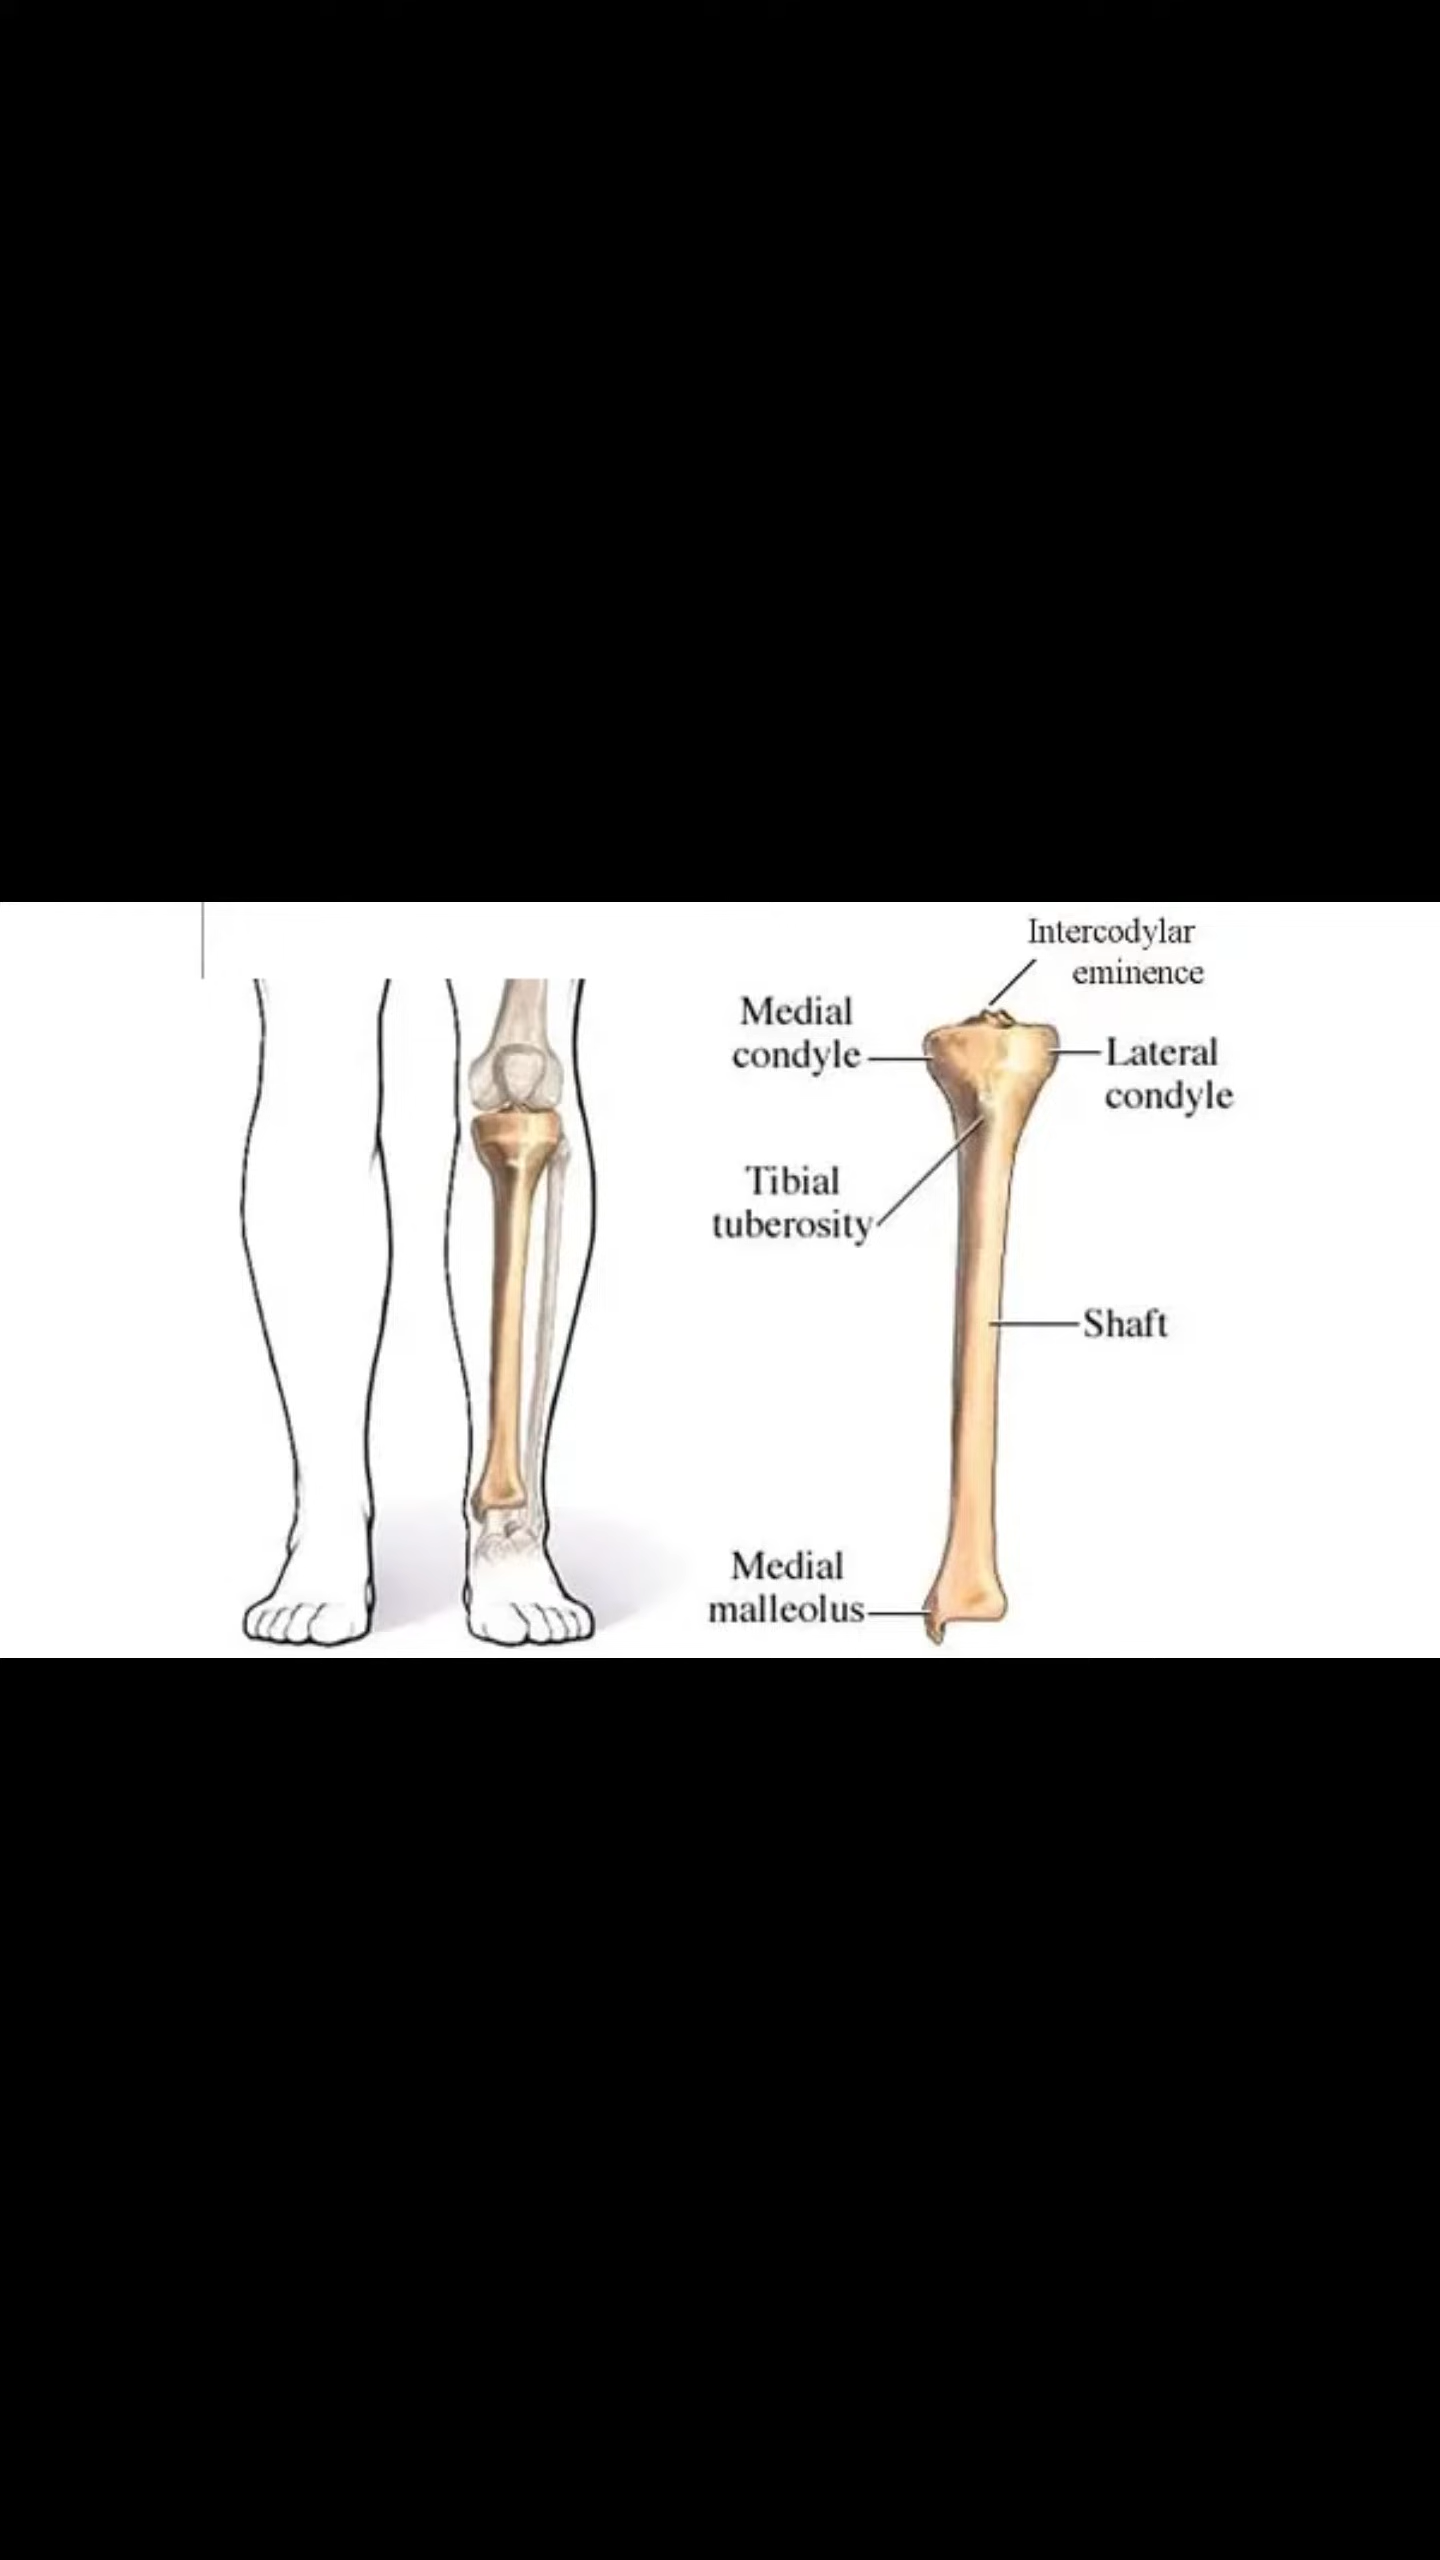 Intercodylar
eminence
Medial
condyle
Lateral
condyle
Tibial
tuberosity
Shaft
Medial
malleolus